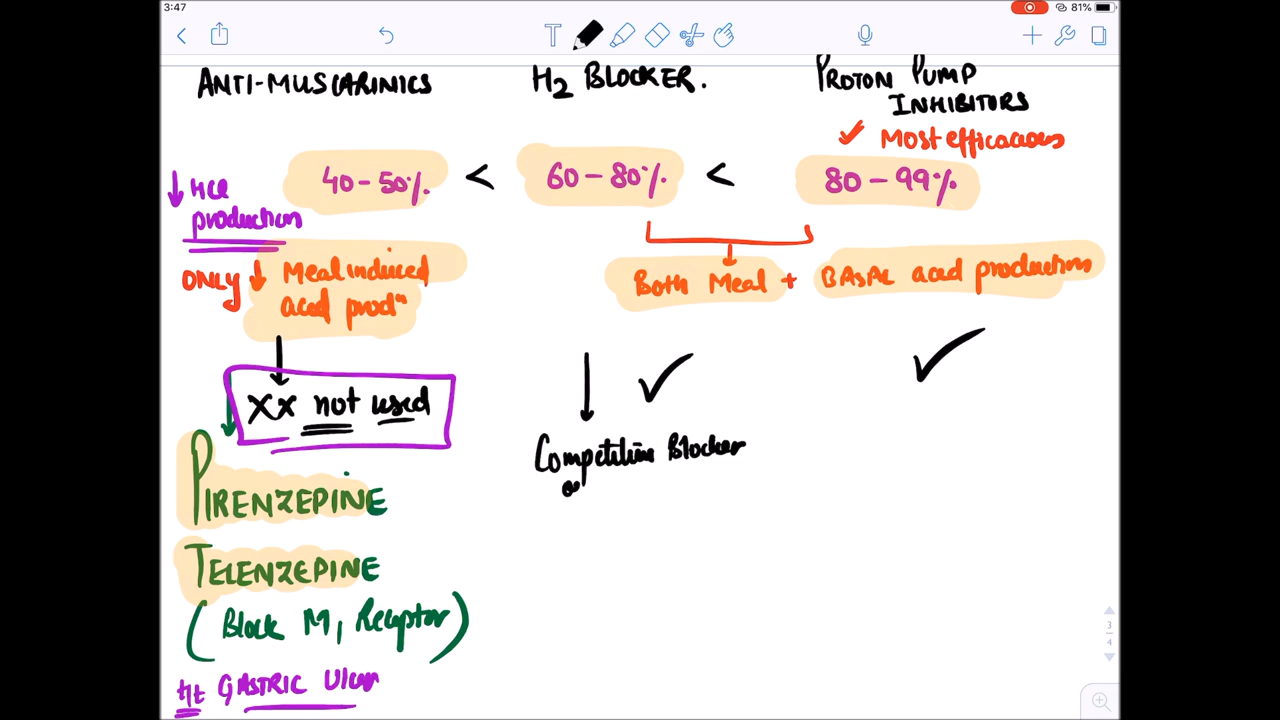 3:47
81%
ANTI-MUSCARINICS
H2 BLOCKER.
PROTON PUMP
INHIBITORS
✓ Most efficacious
40-50% < 60-80% < 80-99%
↓ HCl
production
ONLY ↓ Meal induced
acid prodⁿ
Both Meal + BASAL acid production
XX not used
✓
✓
Competitive Blocker
PIRENZEPINE
TELENZEPINE
(Block M1 Receptor)
GASTRIC Ulcer
3
4